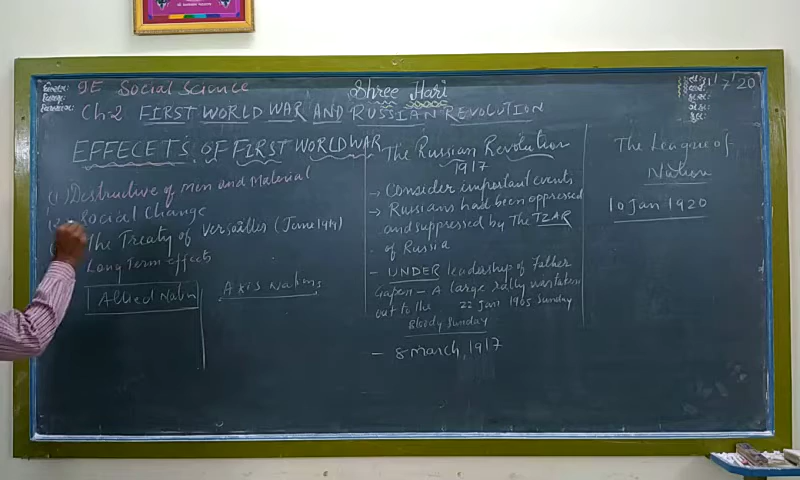 9E Social Science
Shree Hari
7/20
Ch-2 FIRST WORLD WAR AND RUSSIAN REVOLUTION
EFFECETS OF FIRST WORLD WAR
(1) Destructive of Men and Material
Social Change
The Treaty of Versailles (June 1919)
Long Term effects
Allied Nation
Axis Nations
The Russian Revolution
1917
→ Consider important events
→ Russians had been oppressed
and suppressed by The TZAR
of Russia
- UNDER leadership of Father
Gapen - A large rally was taken
out to the 22 Jan 1905 Sunday
Bloody Sunday
- 8 March, 1917
The League of
Nation
10 Jan 1920